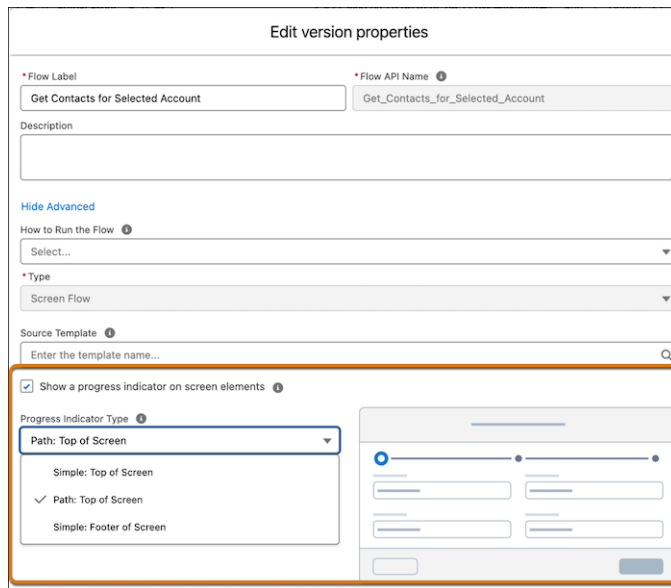 Edit version properties
* Flow Label
* Flow API Name
Get Contacts for Selected Account
Get_Contacts_for_Selected_Account
Description
Hide Advanced
How to Run the Flow
Select...
* Type
Screen Flow
Source Template
Enter the template name...
Show a progress indicator on screen elements
Progress Indicator Type
Path: Top of Screen
Simple: Top of Screen
Path: Top of Screen
Simple: Footer of Screen